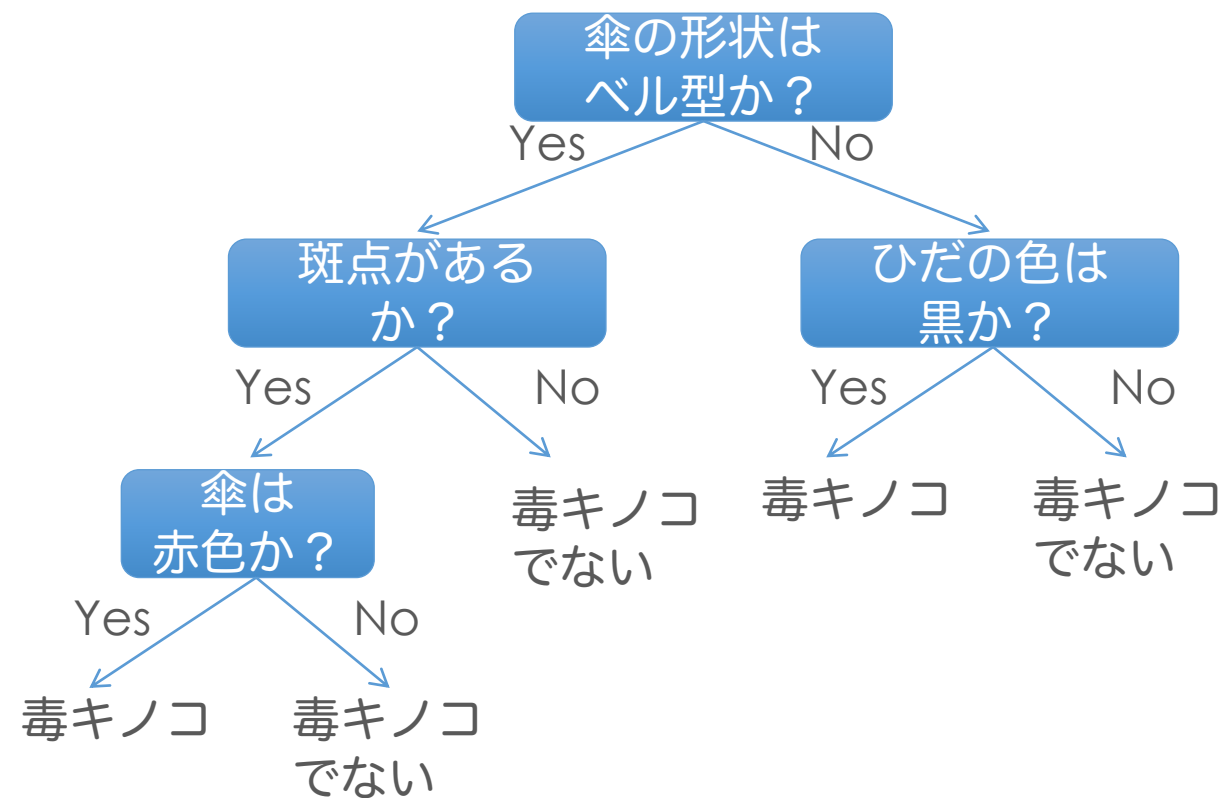 傘の形状は
ベル型か？
Yes
No
斑点がある
か？
ひだの色は
黒か？
Yes
No
Yes
No
傘は
赤色か？
毒キノコ
でない
毒キノコ
毒キノコ
でない
Yes
No
毒キノコ
毒キノコ
でない